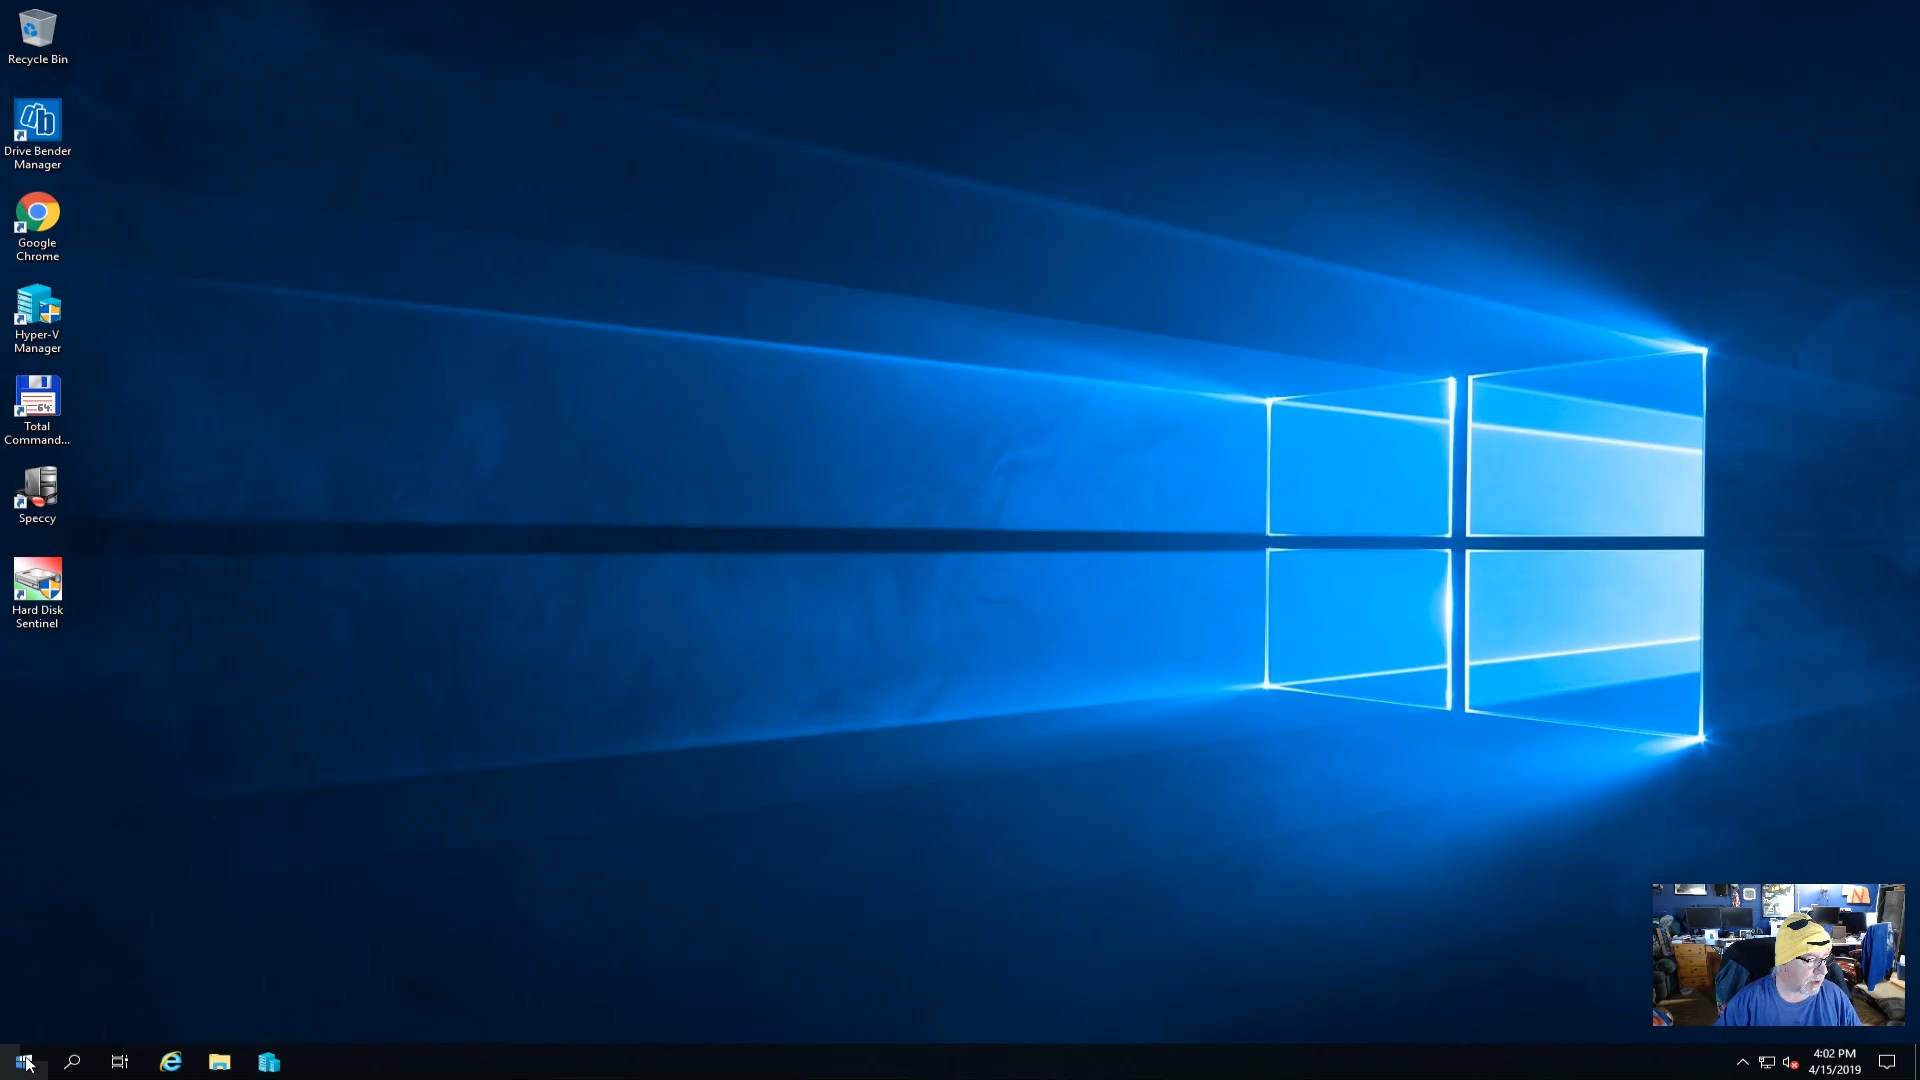 Recycle Bin
Drive Bender
Manager
Google
Chrome
Hyper-V
Manager
64
Total
Command...
Speccy
Hard Disk
Sentinel
4:02 PM
4/15/2019